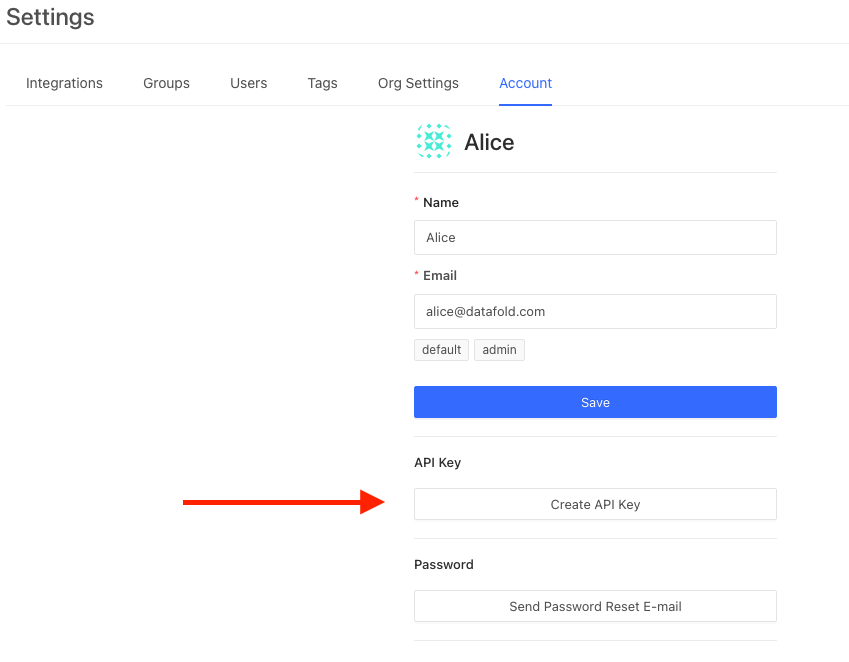 Settings
Integrations Groups Users Tags Org Settings Account
Alice
* Name
Alice
* Email
alice@datafold.com
default admin
Save
API Key
Create API Key
Password
Send Password Reset E-mail